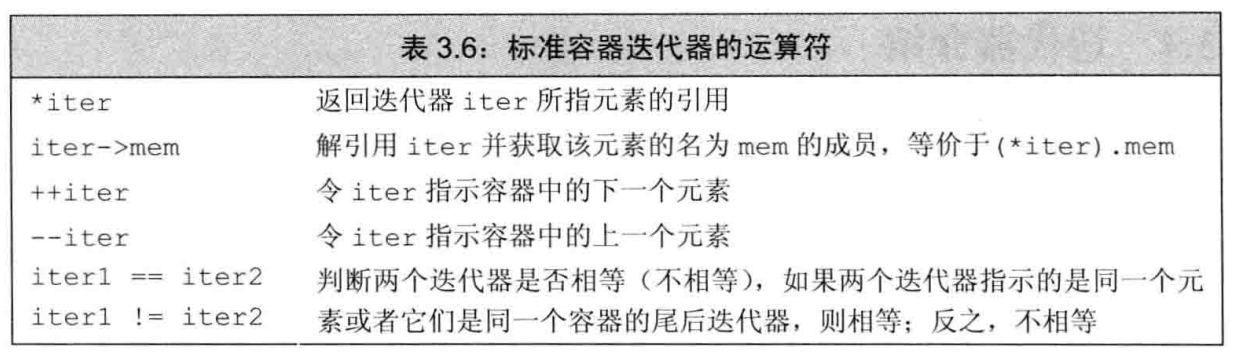 表 3.6：标准容器迭代器的运算符
*iter 返回迭代器 iter 所指元素的引用
iter->mem 解引用 iter 并获取该元素的名为 mem 的成员，等价于(*iter).mem
++iter 令 iter 指示容器中的下一个元素
--iter 令 iter 指示容器中的上一个元素
iter1 == iter2 判断两个迭代器是否相等（不相等），如果两个迭代器指示的是同一个元
iter1 != iter2 素或者它们是同一个容器的尾后迭代器，则相等；反之，不相等